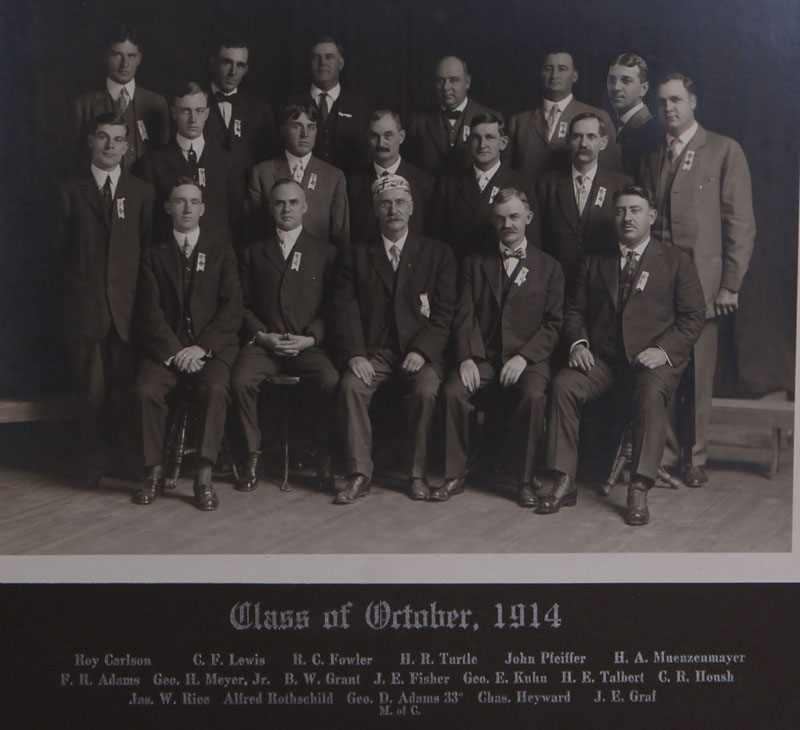 Class of October, 1914
Roy Carlson C. F. Lewis R. C. Fowler H. R. Turtle John Pfeiffer H. A. Muenzenmayer
F. R. Adams Geo. H. Meyer, Jr. B. W. Grant J. E. Fisher Geo. E. Kuhn H. E. Talbert C. R. Housh
Jas. W. Rice Alfred Rothschild Geo. D. Adams 33° Chas. Heyward J. E. Graf
M. of C.